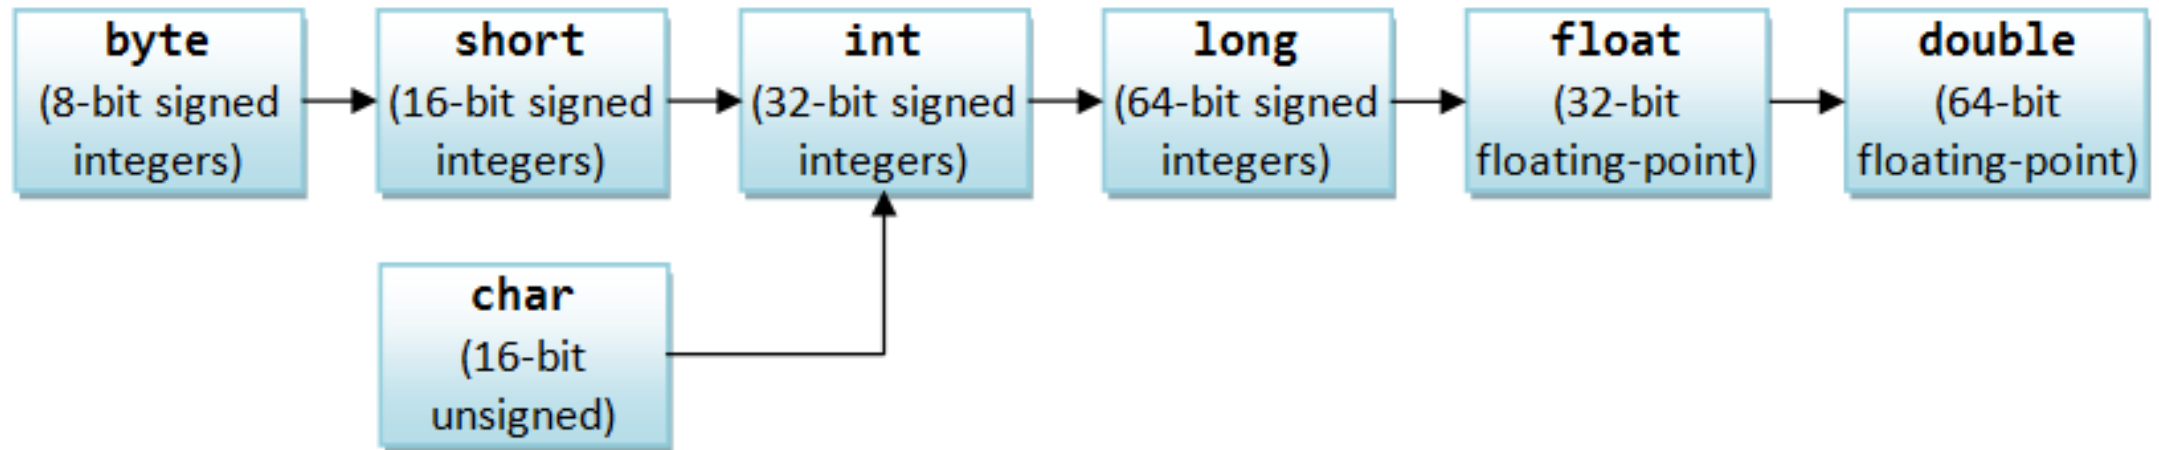 byte
(8-bit signed
integers)
short
(16-bit signed
integers)
int
(32-bit signed
integers)
long
(64-bit signed
integers)
float
(32-bit
floating-point)
double
(64-bit
floating-point)
char
(16-bit
unsigned)